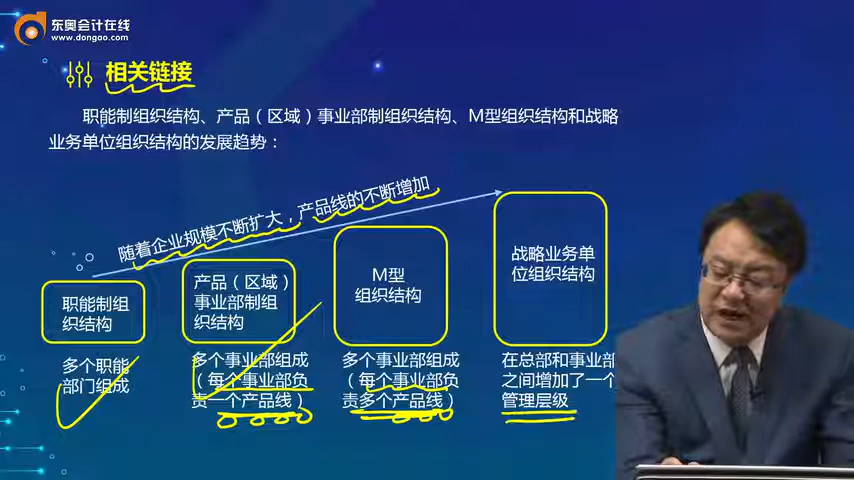 东奥会计在线
www.dongao.com
相关链接
职能制组织结构、产品（区域）事业部制组织结构、M型组织结构和战略
业务单位组织结构的发展趋势：
随着企业规模不断扩大，产品线的不断增加
职能制组
织结构
多个职能
部门组成
产品（区域）
事业部制组
织结构
多个事业部组成
（每个事业部负
责一个产品线）
M型
组织结构
多个事业部组成
（每个事业部负
责多个产品线）
战略业务单
位组织结构
在总部和事业部
之间增加了一个
管理层级